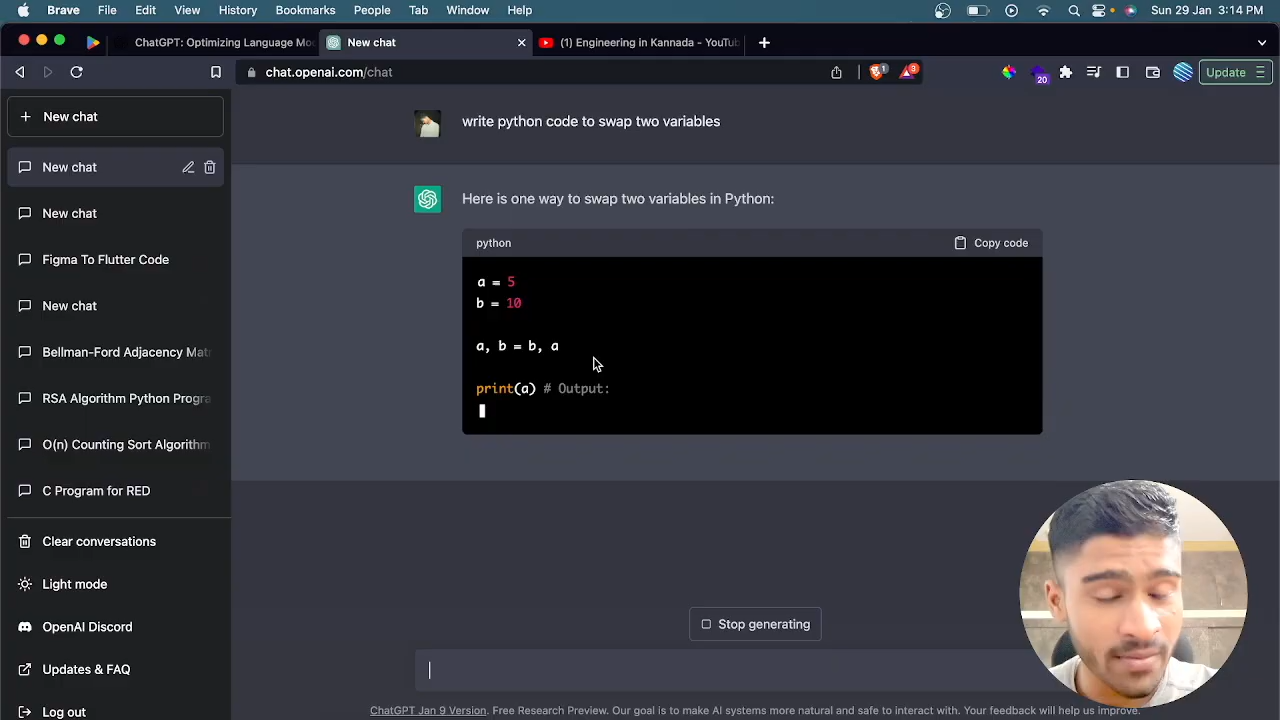 Brave File Edit View History Bookmarks People Tab Window Help Sun 29 Jan 3:14 PM
ChatGPT: Optimizing Language Mo New chat (1) Engineering in Kannada - YouTu
chat.openai.com/chat 1 3 20 Update
New chat
New chat
New chat
Figma To Flutter Code
New chat
Bellman-Ford Adjacency Matr
RSA Algorithm Python Progra
O(n) Counting Sort Algorithm
C Program for RED
Clear conversations
Light mode
OpenAI Discord
Updates & FAQ
Log out
write python code to swap two variables
Here is one way to swap two variables in Python:
python Copy code
a = 5
b = 10
a, b = b, a
print(a) # Output:
Stop generating
ChatGPT Jan 9 Version. Free Research Preview. Our goal is to make AI systems more natural and safe to interact with. Your feedback will help us improve.